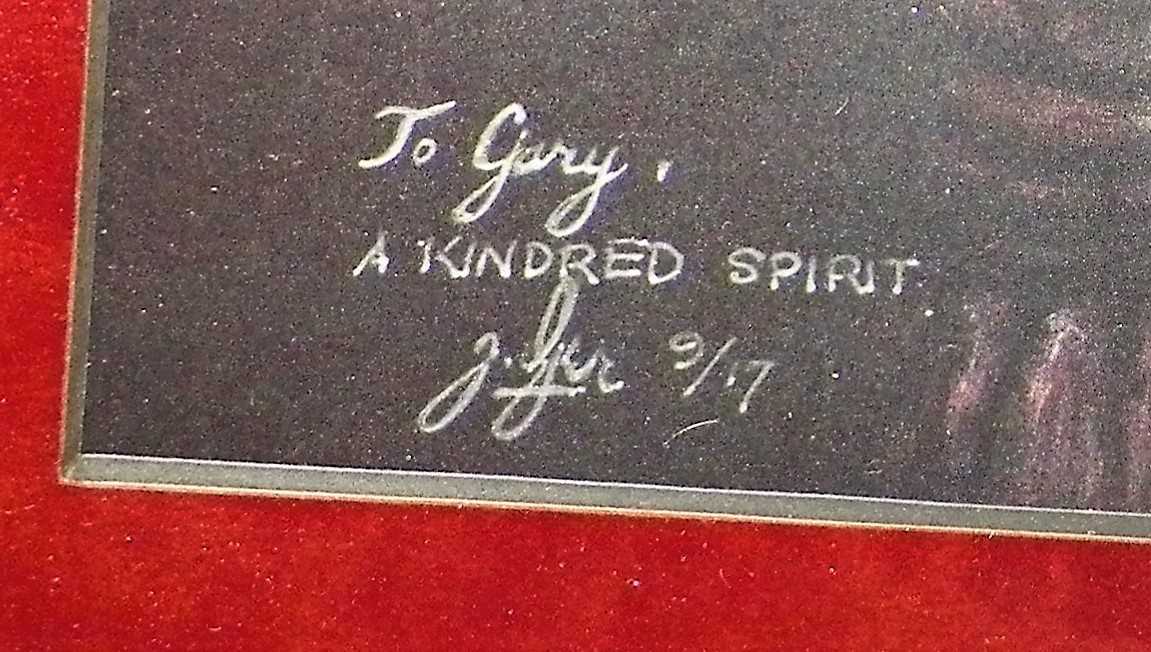 To Gary,
A KINDRED SPIRIT
9/17